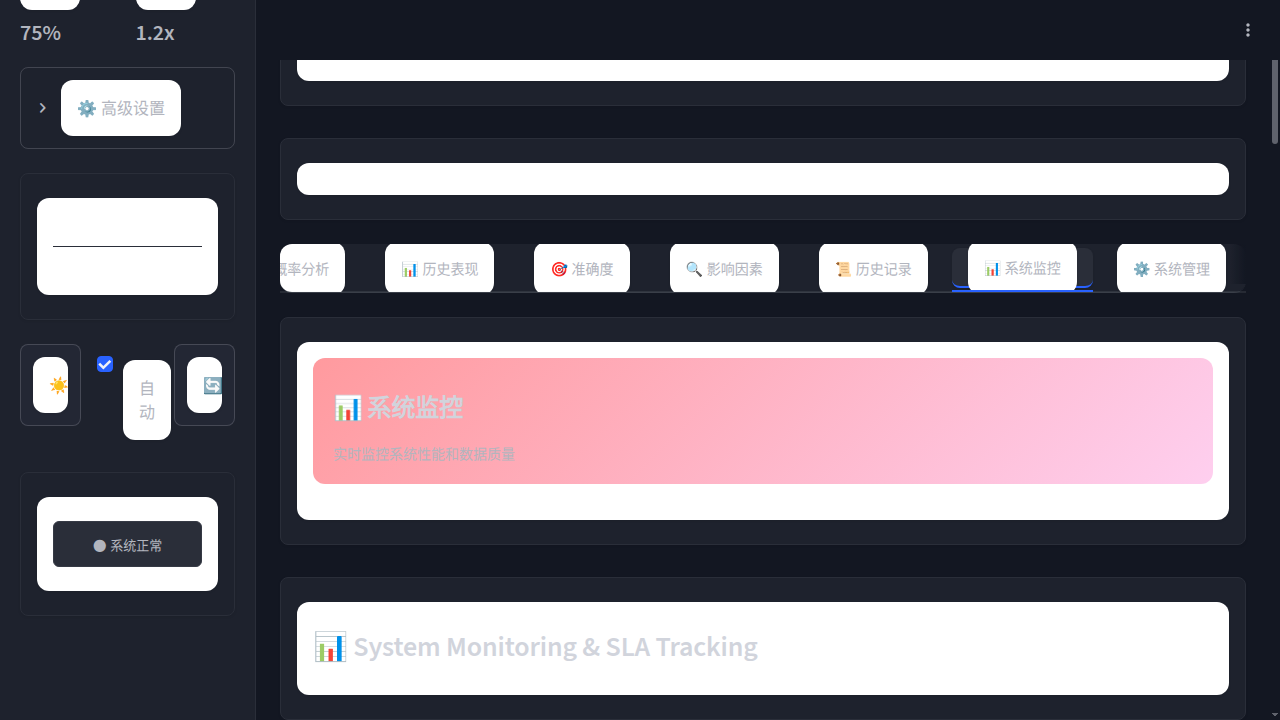 75%
1.2x
⚙️ 高级设置
☀️
自
动
🔄
系统正常
率分析
📊 历史表现
🎯 准确度
🔍 影响因素
📜 历史记录
📊 系统监控
⚙️ 系统管理
📊 系统监控
实时监控系统性能和数据质量
📊 System Monitoring & SLA Tracking